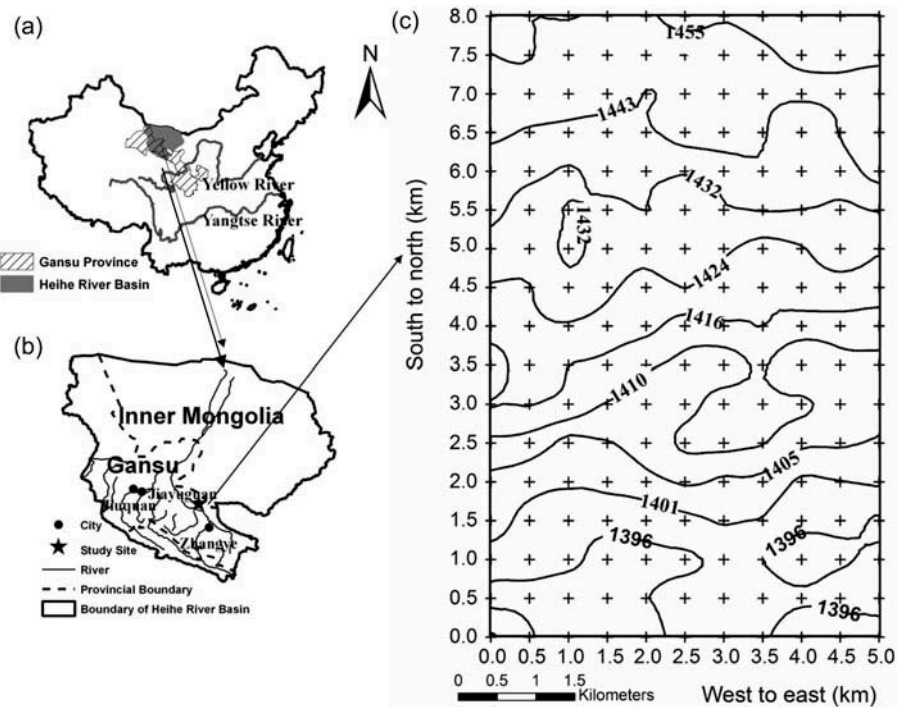 (a)
N
Yellow River
Yangtse River
Gansu Province
Heihe River Basin
(b)
Inner Mongolia
Gansu
Jiayuguan
Jiuquan
Zhangye
City
Study Site
River
Provincial Boundary
Boundary of Heihe River Basin
(c)
South to north (km)
8.0
7.5
7.0
6.5
6.0
5.5
5.0
4.5
4.0
3.5
3.0
2.5
2.0
1.5
1.0
0.5
0.0
1455
1443
1432
1432
1424
1416
1410
1405
1401
1396
1396
1396
0.0 0.5 1.0 1.5 2.0 2.5 3.0 3.5 4.0 4.5 5.0
0 0.5 1 1.5
Kilometers
West to east (km)